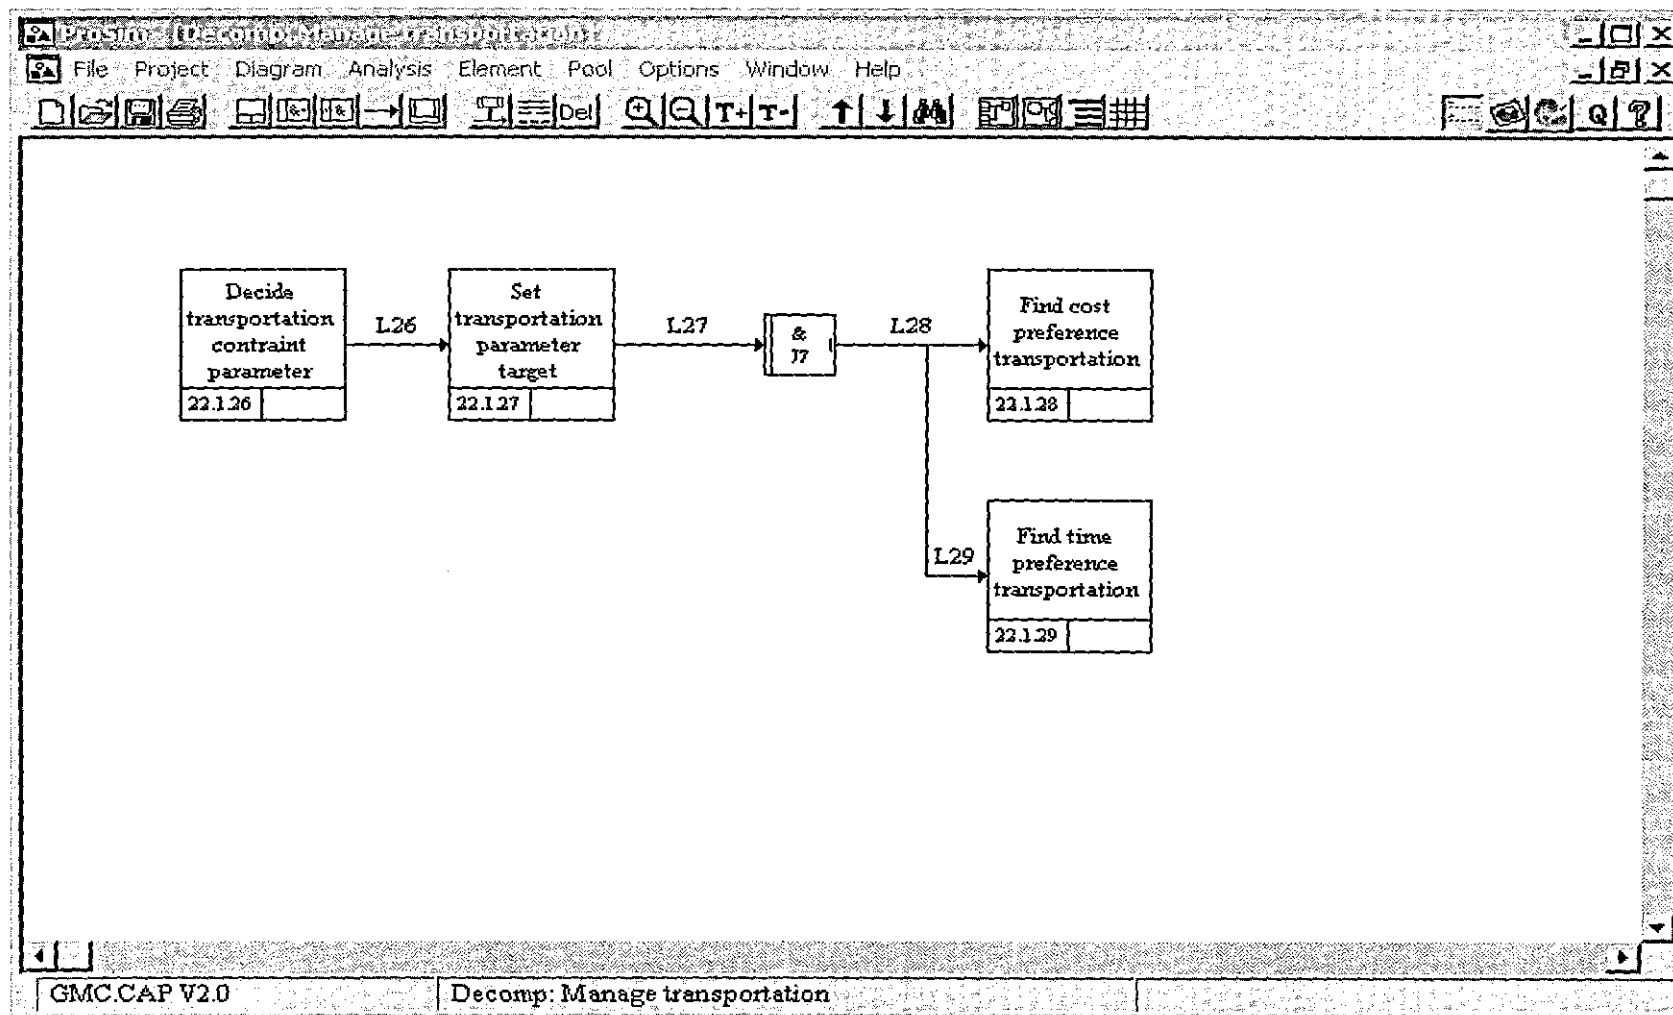 ProSim - [Decomp: Manage transportation]
File Project Diagram Analysis Element Pool Options Window Help
Del T+ T- Q ?
Decide
transportation
contraint
parameter
22.1.26
L26
Set
transportation
parameter
target
22.1.27
L27
&
J7
L28
Find cost
preference
transportation
22.1.28
L29
Find time
preference
transportation
22.1.29
GMC.CAP V2.0
Decomp: Manage transportation